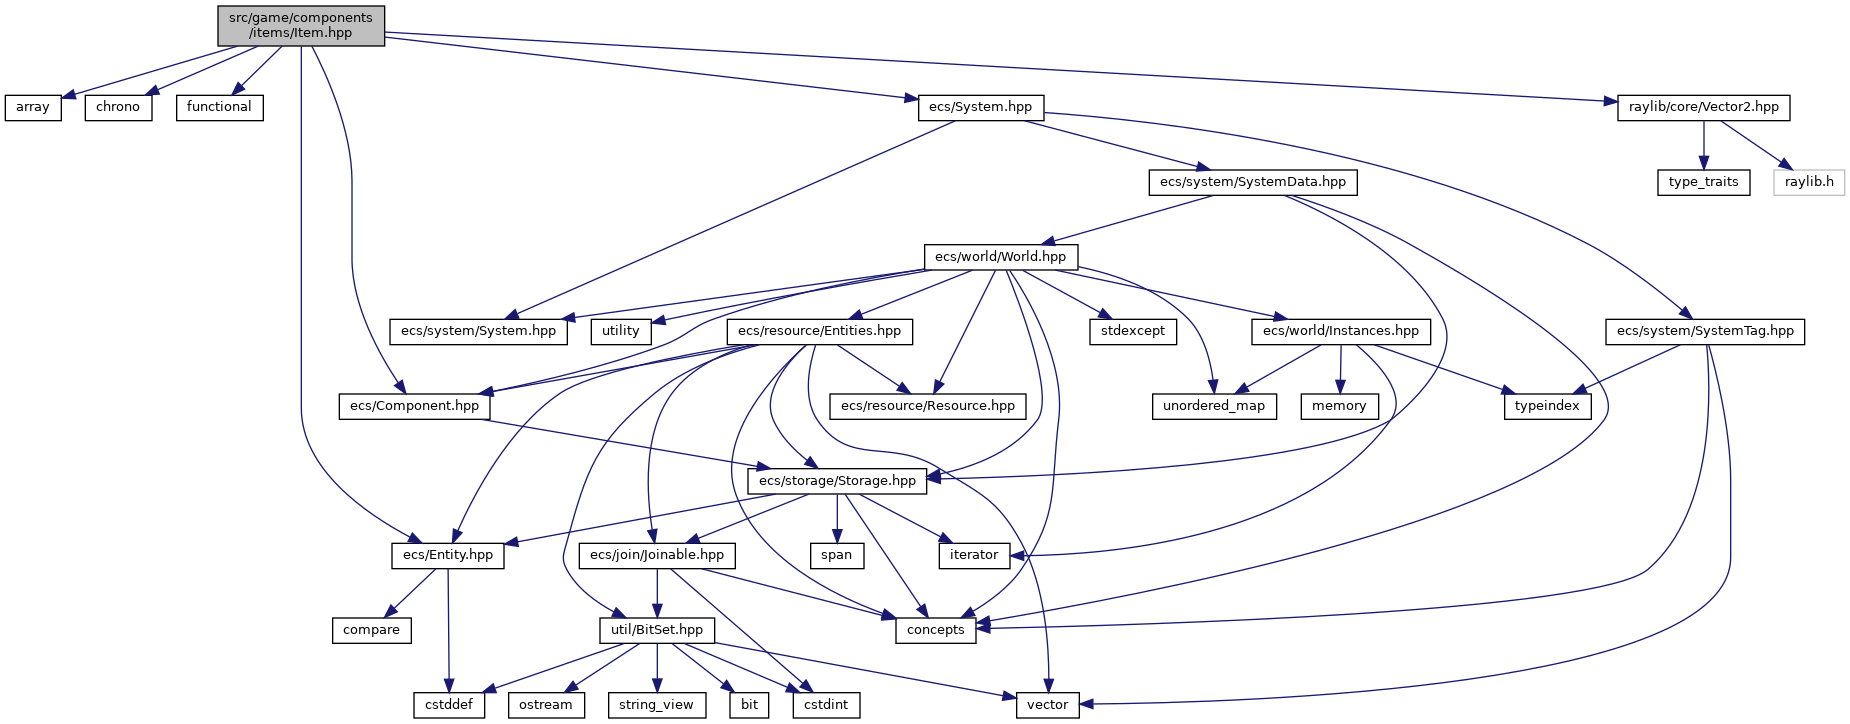 src/game/components
/items/Item.hpp
array
chrono
functional
ecs/System.hpp
raylib/core/Vector2.hpp
ecs/system/SystemData.hpp
type_traits
raylib.h
ecs/world/World.hpp
ecs/system/System.hpp
utility
ecs/resource/Entities.hpp
stdexcept
ecs/world/Instances.hpp
ecs/system/SystemTag.hpp
ecs/Component.hpp
ecs/resource/Resource.hpp
unordered_map
memory
typeindex
ecs/storage/Storage.hpp
ecs/Entity.hpp
ecs/join/Joinable.hpp
span
iterator
compare
util/BitSet.hpp
concepts
cstddef
ostream
string_view
bit
cstdint
vector